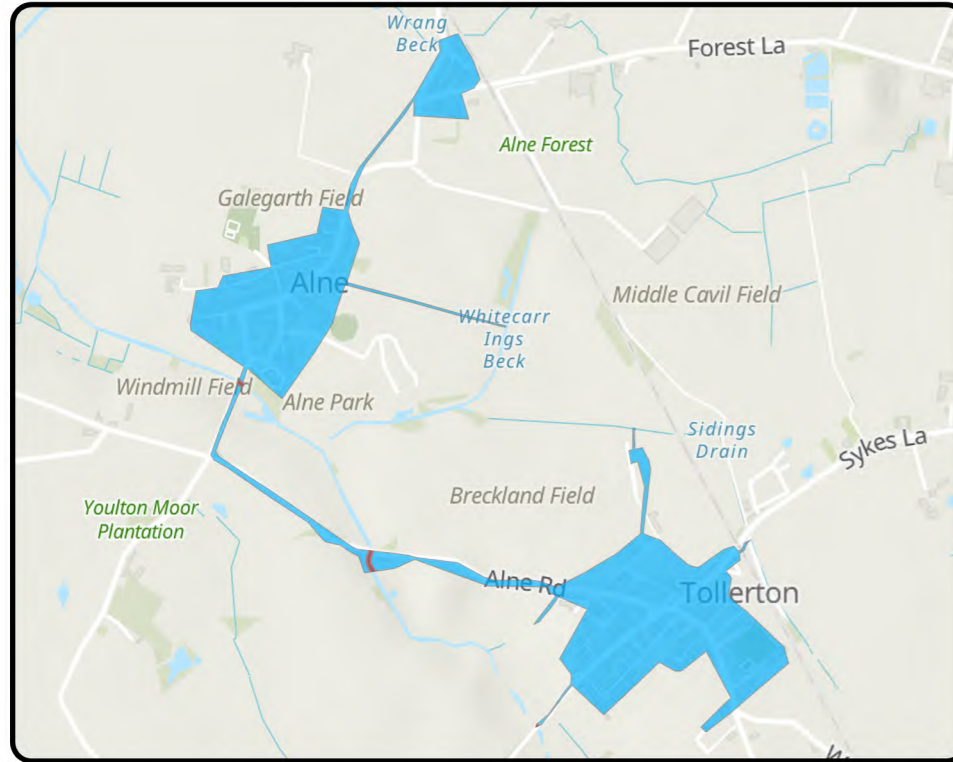 Wrang
Beck
Forest La
Alne Forest
Galegarth Field
Alne
Middle Cavil Field
Whitecarr
Ings
Beck
Windmill Field
Alne Park
Sidings
Drain
Sykes La
Breckland Field
Youlton Moor
Plantation
Alne Rd
Tollerton